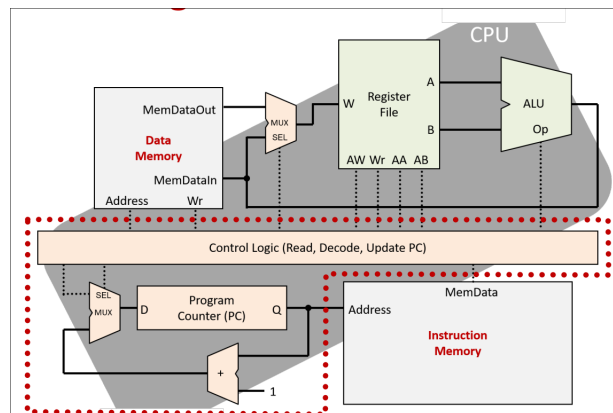 CPU
MemDataOut
Data
Memory
MemDataIn
Address
Wr
MUX
SEL
W
Register
File
A
B
AW
Wr
AA
AB
ALU
Op
Control Logic (Read, Decode, Update PC)
SEL
MUX
D
Program
Counter (PC)
Q
Address
MemData
Instruction
Memory
+
1